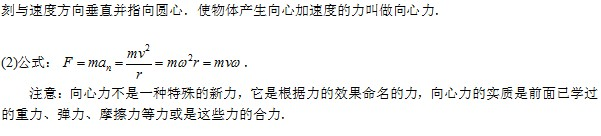 刻与速度方向垂直并指向圆心.使物体产生向心加速度的力叫做向心力.
(2)公式：F=maₙ=mv²/r=mω²r=mvω.
注意：向心力不是一种特殊的新力，它是根据力的效果命名的力，向心力的实质是前面已学过
的重力、弹力、摩擦力等力或是这些力的合力.